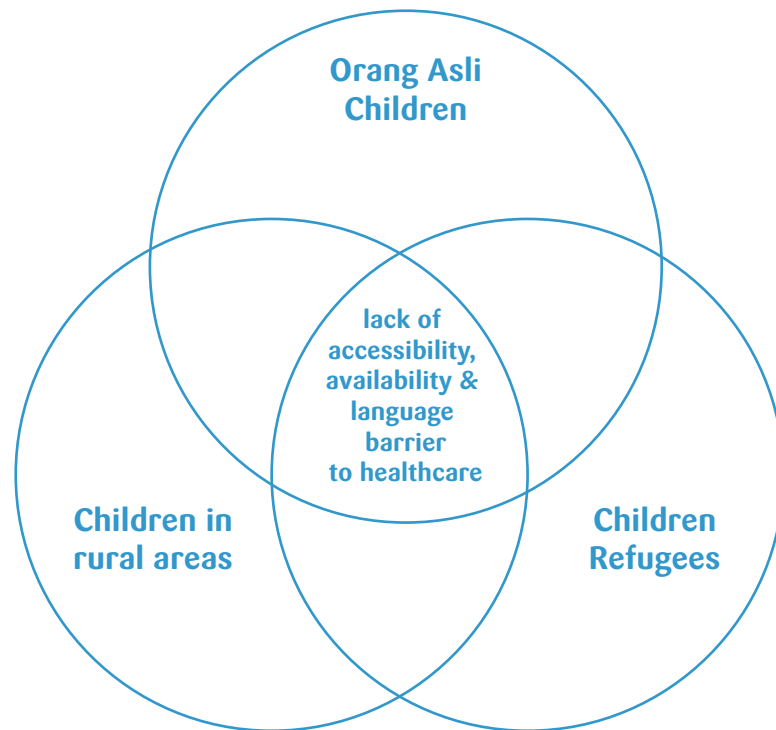 Orang Asli
Children
lack of
accessibility,
availability &
language
barrier
to healthcare
Children in
rural areas
Children
Refugees